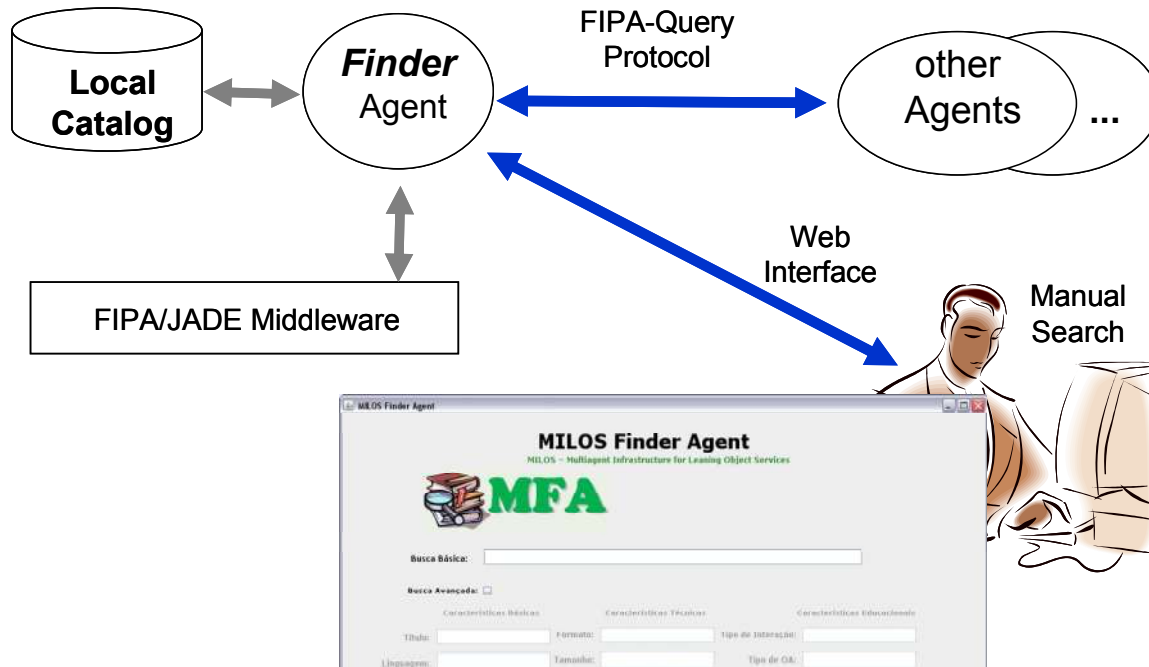 Local
Catalog
Finder
Agent
FIPA-Query
Protocol
other
Agents
...
FIPA/JADE Middleware
Web
Interface
Manual
Search
MILOS Finder Agent
MILOS Finder Agent
MILOS - Multiagent Infrastructure for Leaning Object Services
MFA
Busca Básica:
Busca Avançada:
Características Básicas Características Técnicas Características Educacionais
Título: Formato: Tipo de Interação:
Linguagem: Tamanho: Tipo de OA: